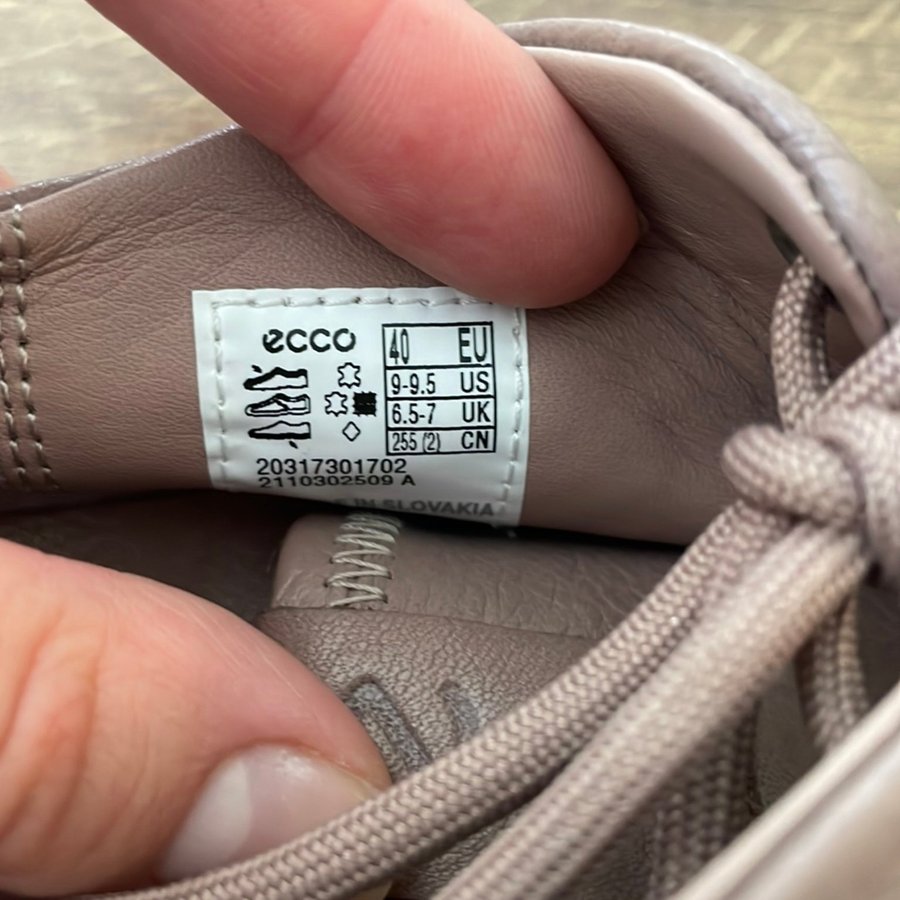 ecco
40 EU
9-9.5 US
6.5-7 UK
255 (2) CN
20317301702
2110302509 A
IN SLOVAKIA